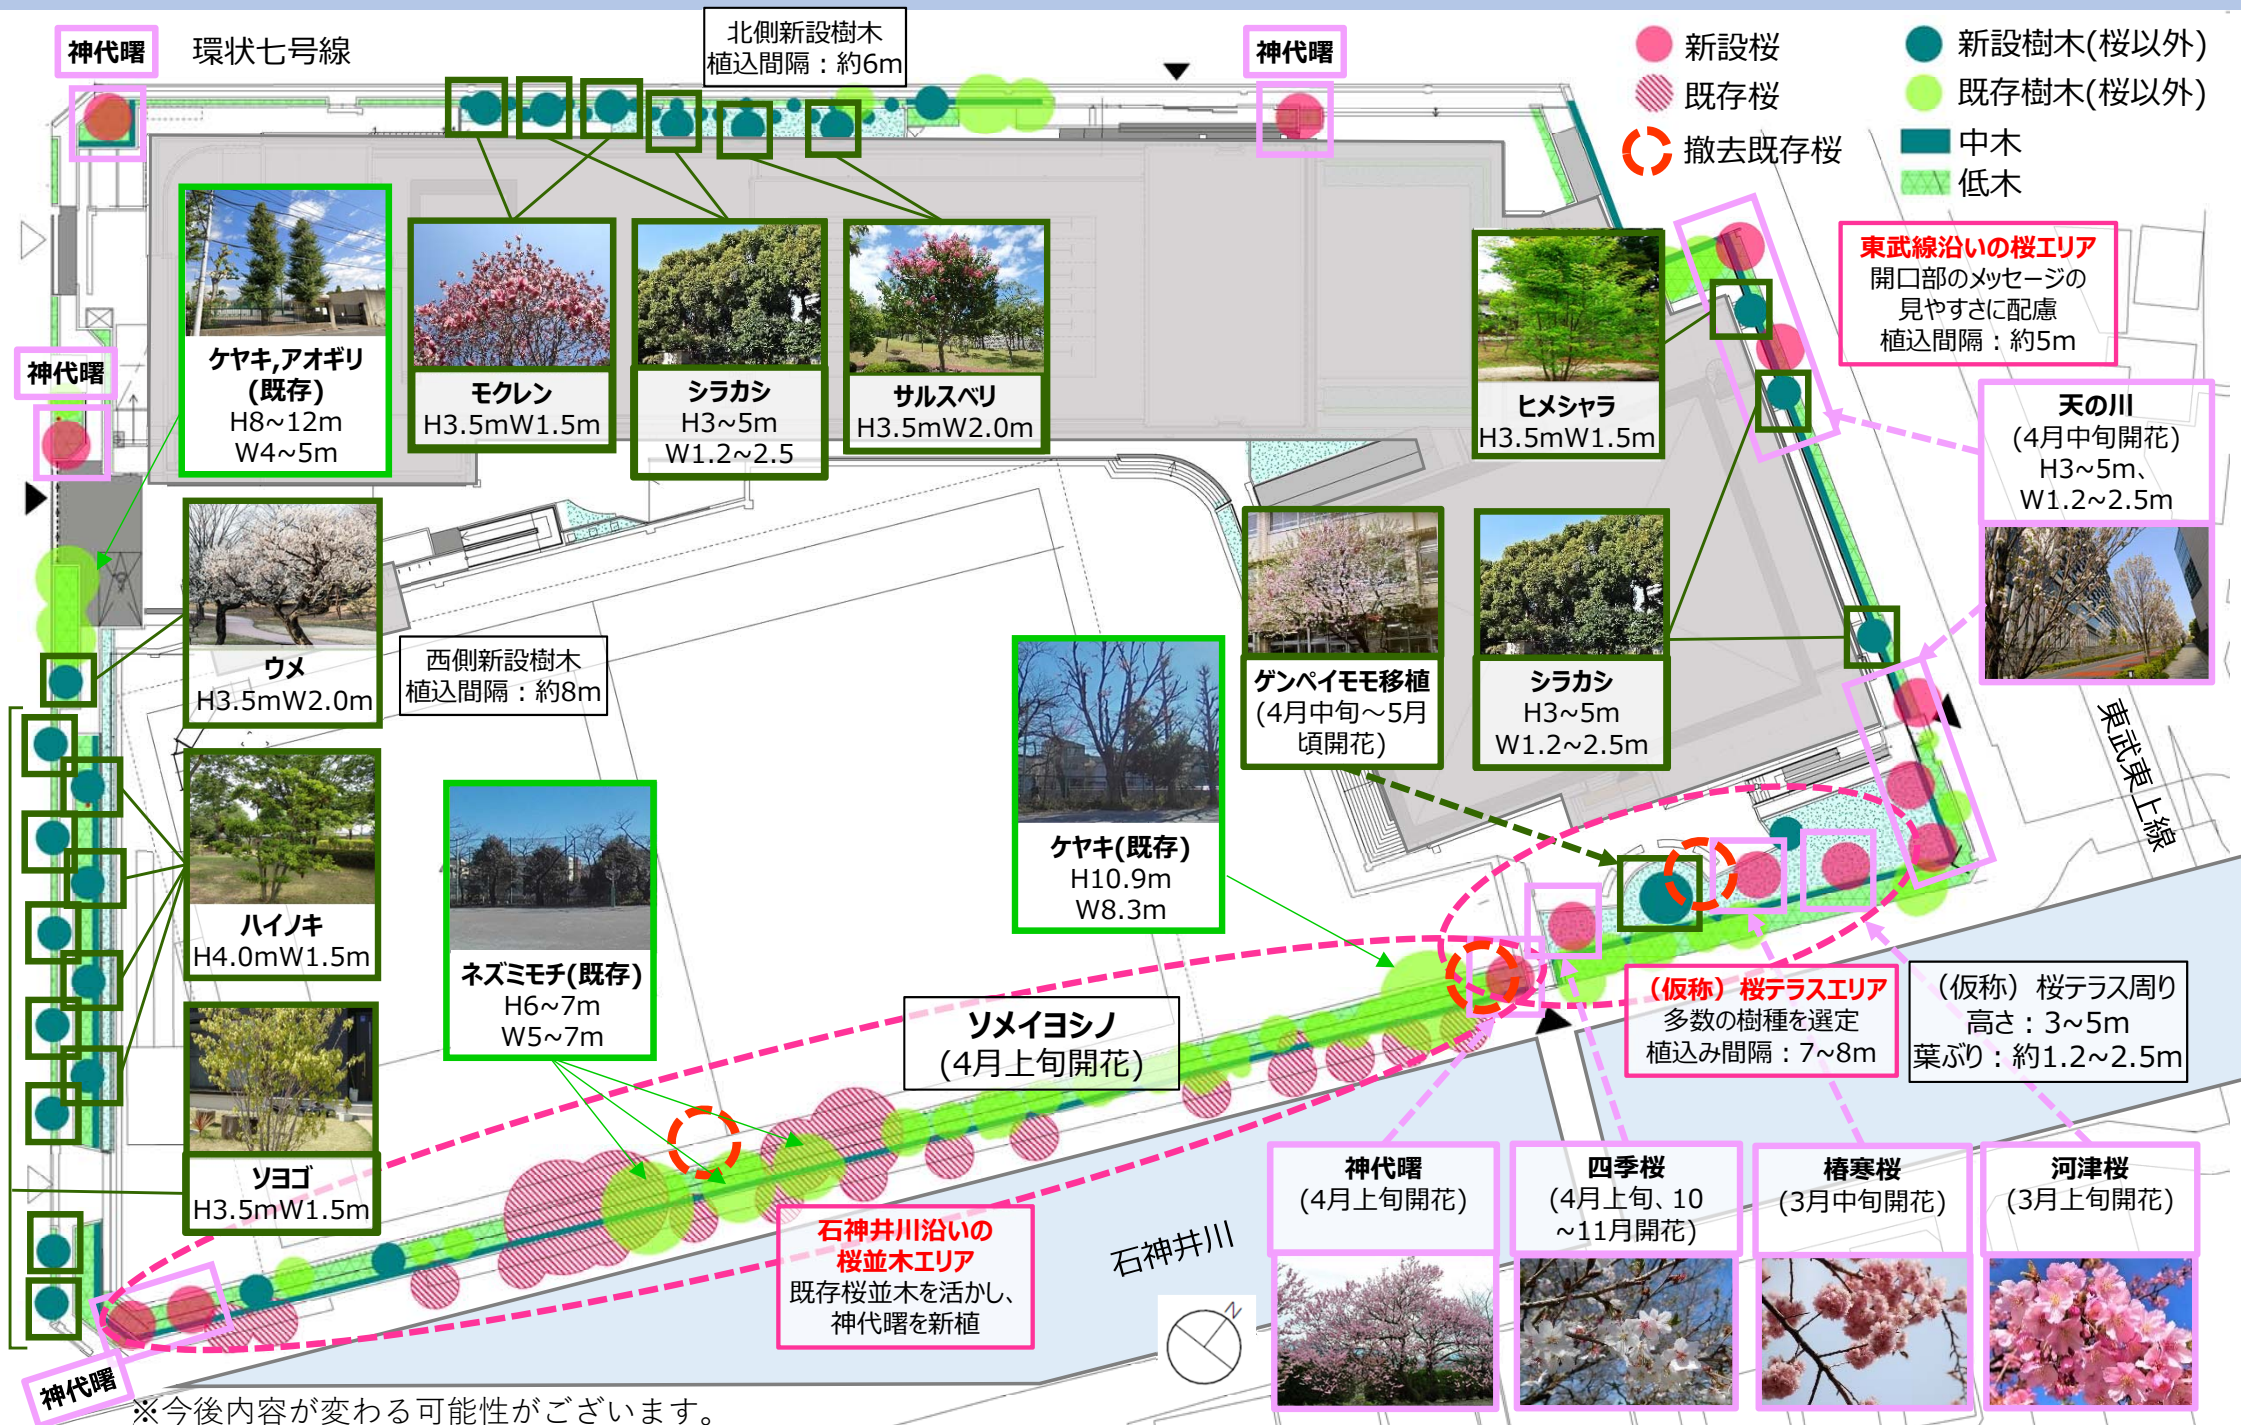 神代曙
環状七号線
北側新設樹木
植込間隔：約6m
神代曙
新設桜
既存桜
撤去既存桜
新設樹木(桜以外)
既存樹木(桜以外)
中木
低木
ケヤキ,アオギリ
(既存)
H8~12m
W4~5m
モクレン
H3.5mW1.5m
シラカシ
H3~5m
W1.2~2.5
サルスベリ
H3.5mW2.0m
ヒメシャラ
H3.5mW1.5m
東武線沿いの桜エリア
開口部のメッセージの
見やすさに配慮
植込間隔：約5m
神代曙
天の川
(4月中旬開花)
H3~5m、
W1.2~2.5m
ウメ
H3.5mW2.0m
西側新設樹木
植込間隔：約8m
ゲンペイモモ移植
(4月中旬～5月
頃開花)
シラカシ
H3~5m
W1.2~2.5m
東武東上線
ハイノキ
H4.0mW1.5m
ネズミモチ(既存)
H6~7m
W5~7m
ケヤキ(既存)
H10.9m
W8.3m
ソメイヨシノ
(4月上旬開花)
（仮称）桜テラスエリア
多数の樹種を選定
植込み間隔：7~8m
（仮称）桜テラス周り
高さ：3~5m
葉ぶり：約1.2~2.5m
ソヨゴ
H3.5mW1.5m
石神井川沿いの
桜並木エリア
既存桜並木を活かし、
神代曙を新植
石神井川
N
神代曙
(4月上旬開花)
四季桜
(4月上旬、10
~11月開花)
椿寒桜
(3月中旬開花)
河津桜
(3月上旬開花)
神代曙
※今後内容が変わる可能性がございます。